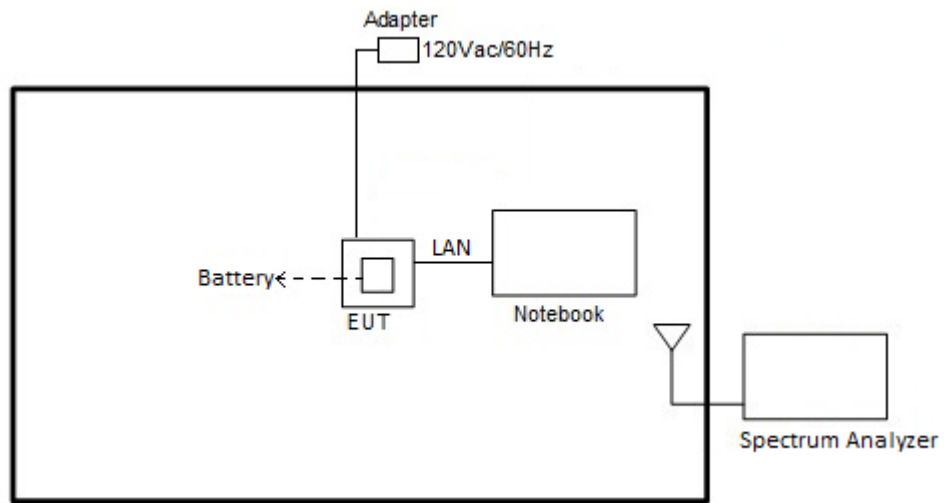 Adapter
120Vac/60Hz
LAN
Battery
EUT
Notebook
Spectrum Analyzer